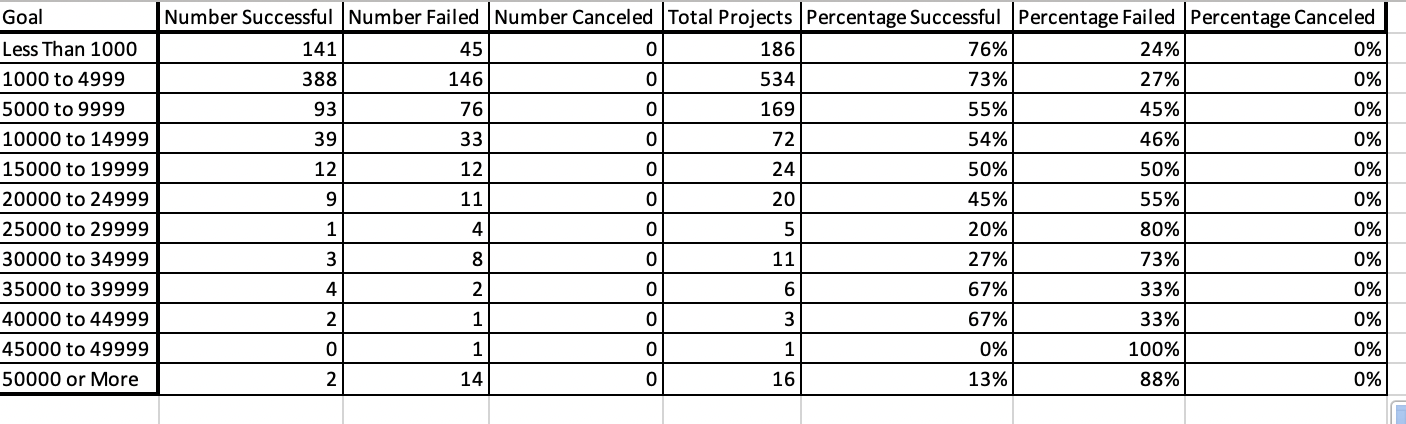 Goal Number Successful Number Failed Number Canceled Total Projects Percentage Successful Percentage Failed Percentage Canceled
Less Than 1000 141 45 0 186 76% 24% 0%
1000 to 4999 388 146 0 534 73% 27% 0%
5000 to 9999 93 76 0 169 55% 45% 0%
10000 to 14999 39 33 0 72 54% 46% 0%
15000 to 19999 12 12 0 24 50% 50% 0%
20000 to 24999 9 11 0 20 45% 55% 0%
25000 to 29999 1 4 0 5 20% 80% 0%
30000 to 34999 3 8 0 11 27% 73% 0%
35000 to 39999 4 2 0 6 67% 33% 0%
40000 to 44999 2 1 0 3 67% 33% 0%
45000 to 49999 0 1 0 1 0% 100% 0%
50000 or More 2 14 0 16 13% 88% 0%